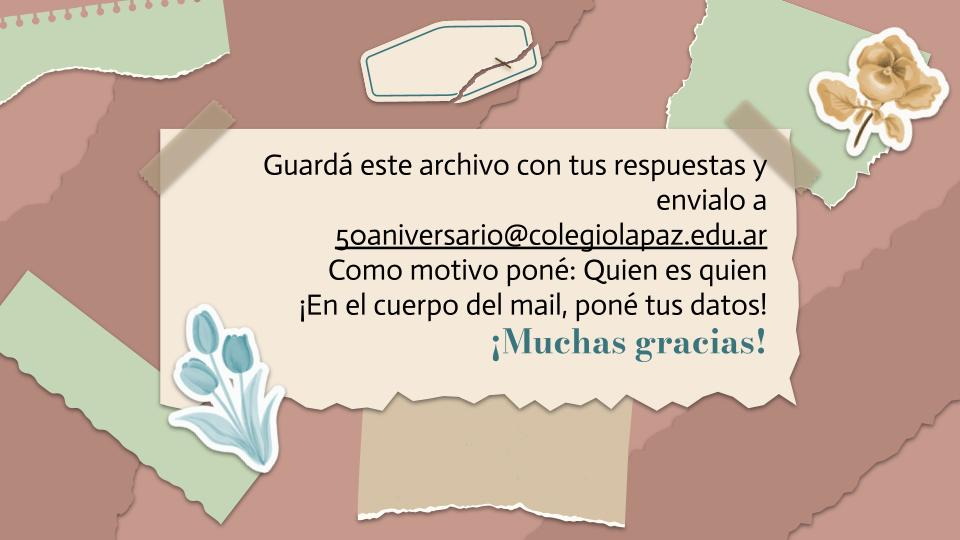 Guardá este archivo con tus respuestas y
envialo a
50aniversario@colegiolapaz.edu.ar
Como motivo poné: Quien es quien
¡En el cuerpo del mail, poné tus datos!
¡Muchas gracias!